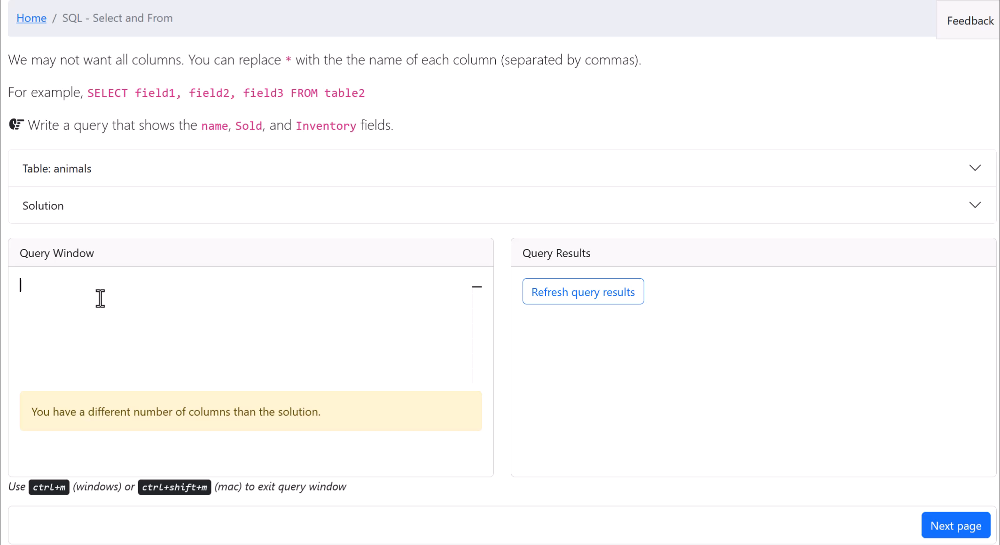 Home / SQL - Select and From
Feedback
We may not want all columns. You can replace * with the the name of each column (separated by commas).
For example, SELECT field1, field2, field3 FROM table2
Write a query that shows the name, Sold, and Inventory fields.
Table: animals
Solution
Query Window
Query Results
Refresh query results
You have a different number of columns than the solution.
Use ctrl+m (windows) or ctrl+shift+m (mac) to exit query window
Next page